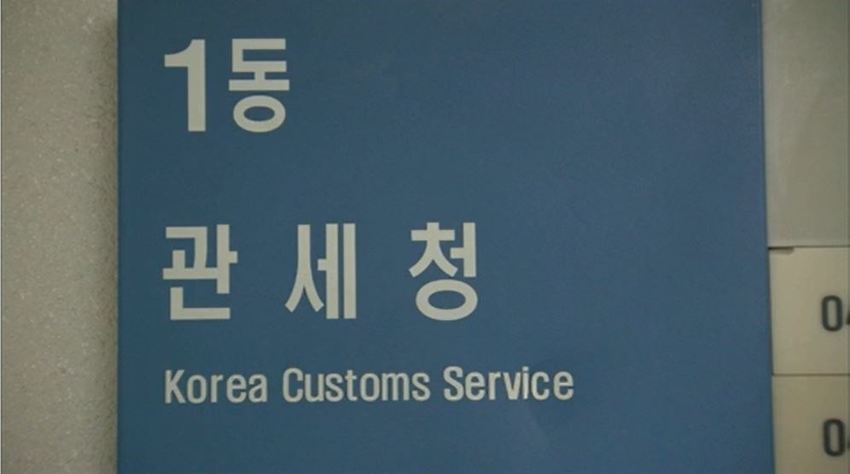 1동
관세청
Korea Customs Service